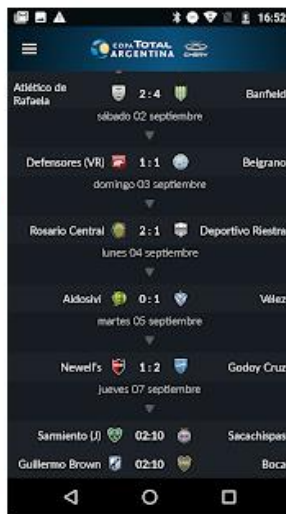 16:52
COPA TOTAL
ARGENTINA CHERY
Atlético de
Rafaela 2:4 Banfield
sábado 02 septiembre
Defensores (VR) 1:1 Belgrano
domingo 03 septiembre
Rosario Central 2:1 Deportivo Riestra
lunes 04 septiembre
Aldosivi 0:1 Vélez
martes 05 septiembre
Newell's 1:2 Godoy Cruz
jueves 07 septiembre
Sarmiento (J) 02:10 Sacachispas
Guillermo Brown 02:10 Boca